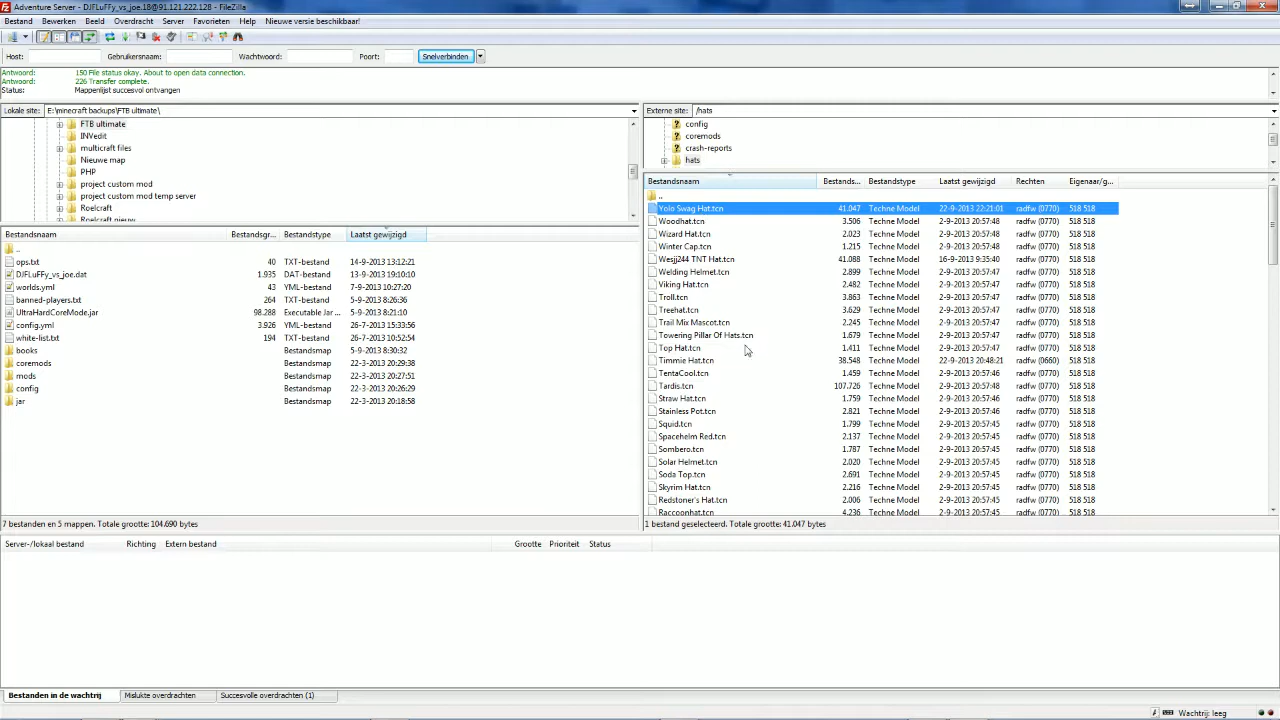 Adventure Server - DJFLuFFy_vs_joe.18@91.121.222.128 - FileZilla
Bestand Bewerken Beeld Overdracht Server Favorieten Help Nieuwe versie beschikbaar!
Host: Gebruikersnaam: Wachtwoord: Poort: Snelverbinden
Antwoord: 150 File status okay. About to open data connection.
Antwoord: 226 Transfer complete.
Status: Mappenlijst succesvol ontvangen
Lokale site: E:\minecraft backups\FTB ultimate\
FTB ultimate
INVedit
multicraft files
Nieuwe map
PHP
project custom mod
project custom mod temp server
Roelcraft
Roelcraft nieuw
Bestandsnaam Bestandsgr... Bestandstype Laatst gewijzigd
..
ops.txt 40 TXT-bestand 14-9-2013 13:12:21
DJFLuFFy_vs_joe.dat 1.935 DAT-bestand 13-9-2013 19:10:10
worlds.yml 43 YML-bestand 7-9-2013 10:27:20
banned-players.txt 264 TXT-bestand 5-9-2013 8:26:36
UltraHardCoreMode.jar 98.288 Executable Jar ... 5-9-2013 8:21:10
config.yml 3.926 YML-bestand 26-7-2013 15:33:56
white-list.txt 194 TXT-bestand 26-7-2013 10:52:54
books Bestandsmap 5-9-2013 8:30:32
coremods Bestandsmap 22-3-2013 20:29:38
mods Bestandsmap 22-3-2013 20:27:51
config Bestandsmap 22-3-2013 20:26:29
jar Bestandsmap 22-3-2013 20:18:58
7 bestanden en 5 mappen. Totale grootte: 104.690 bytes
Externe site: /hats
config
coremods
crash-reports
hats
Bestandsnaam Bestands... Bestandstype Laatst gewijzigd Rechten Eigenaar/g...
..
Yolo Swag Hat.tcn 41.047 Techne Model 22-9-2013 22:21:01 radfw (0770) 518 518
Woodhat.tcn 3.506 Techne Model 2-9-2013 20:57:48 radfw (0770) 518 518
Wizard Hat.tcn 2.023 Techne Model 2-9-2013 20:57:48 radfw (0770) 518 518
Winter Cap.tcn 1.215 Techne Model 2-9-2013 20:57:48 radfw (0770) 518 518
Wesjj244 TNT Hat.tcn 41.088 Techne Model 16-9-2013 9:35:40 radfw (0770) 518 518
Welding Helmet.tcn 2.899 Techne Model 2-9-2013 20:57:48 radfw (0770) 518 518
Viking Hat.tcn 2.482 Techne Model 2-9-2013 20:57:47 radfw (0770) 518 518
Troll.tcn 3.863 Techne Model 2-9-2013 20:57:47 radfw (0770) 518 518
Treehat.tcn 3.629 Techne Model 2-9-2013 20:57:47 radfw (0770) 518 518
Trail Mix Mascot.tcn 2.245 Techne Model 2-9-2013 20:57:47 radfw (0770) 518 518
Towering Pillar Of Hats.tcn 1.679 Techne Model 2-9-2013 20:57:47 radfw (0770) 518 518
Top Hat.tcn 1.411 Techne Model 2-9-2013 20:57:47 radfw (0770) 518 518
Timmie Hat.tcn 38.548 Techne Model 22-9-2013 20:48:21 radfw (0660) 518 518
TentaCool.tcn 1.459 Techne Model 2-9-2013 20:57:47 radfw (0770) 518 518
Tardis.tcn 107.726 Techne Model 2-9-2013 20:57:48 radfw (0770) 518 518
Straw Hat.tcn 1.759 Techne Model 2-9-2013 20:57:46 radfw (0770) 518 518
Stainless Pot.tcn 2.821 Techne Model 2-9-2013 20:57:46 radfw (0770) 518 518
Squid.tcn 1.799 Techne Model 2-9-2013 20:57:46 radfw (0770) 518 518
Spacehelm Red.tcn 2.137 Techne Model 2-9-2013 20:57:45 radfw (0770) 518 518
Sombero.tcn 1.787 Techne Model 2-9-2013 20:57:45 radfw (0770) 518 518
Solar Helmet.tcn 2.020 Techne Model 2-9-2013 20:57:45 radfw (0770) 518 518
Soda Top.tcn 2.691 Techne Model 2-9-2013 20:57:45 radfw (0770) 518 518
Skyrim Hat.tcn 2.216 Techne Model 2-9-2013 20:57:45 radfw (0770) 518 518
Redstoner's Hat.tcn 2.006 Techne Model 2-9-2013 20:57:45 radfw (0770) 518 518
Raccoonhat.tcn 4.236 Techne Model 2-9-2013 20:57:45 radfw (0770) 518 518
1 bestand geselecteerd. Totale grootte: 41.047 bytes
Server-/lokaal bestand Richting Extern bestand Grootte Prioriteit Status
Bestanden in de wachtrij Mislukte overdrachten Succesvolle overdrachten (1)
Wachtrij: leeg